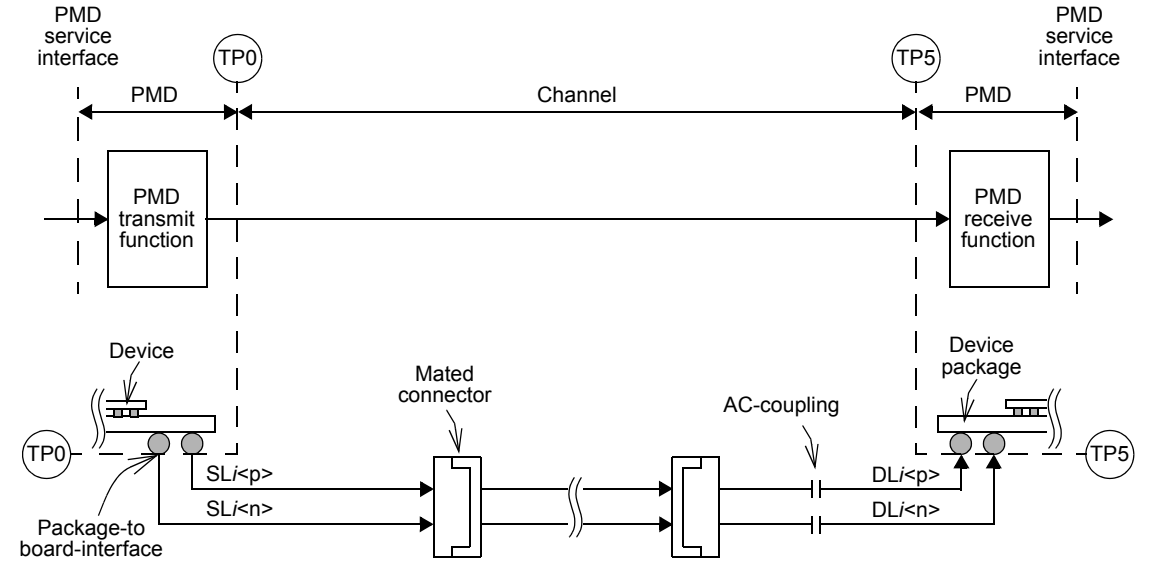 PMD
service
interface
TP0
TP5
PMD
service
interface
PMD
Channel
PMD
PMD
transmit
function
PMD
receive
function
Device
Mated
connector
AC-coupling
Device
package
TP0
TP5
SLi<p>
SLi<n>
DLi<p>
DLi<n>
Package-to
board-interface